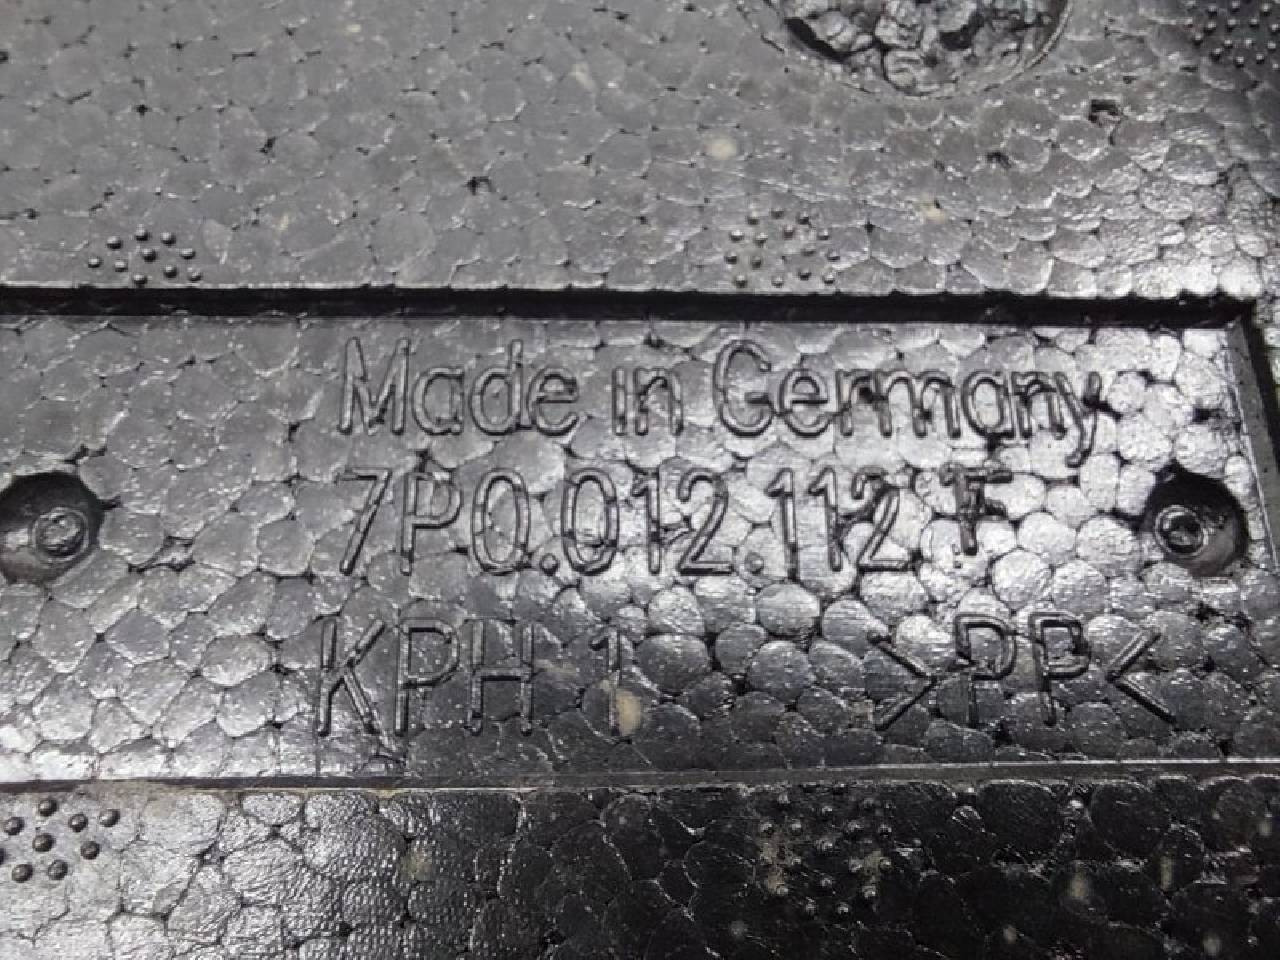 Made in Germany
7P0.012.112 F
KPH 1 >PP<